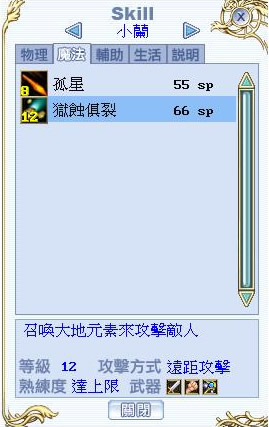 Skill
小蘭
物理 魔法 輔助 生活 説明
8 孤星 55 sp
12 獄蝕俱裂 66 sp
召喚大地元素來攻擊敵人
等級 12 攻擊方式 遠距攻擊
熟練度 達上限 武器
關閉